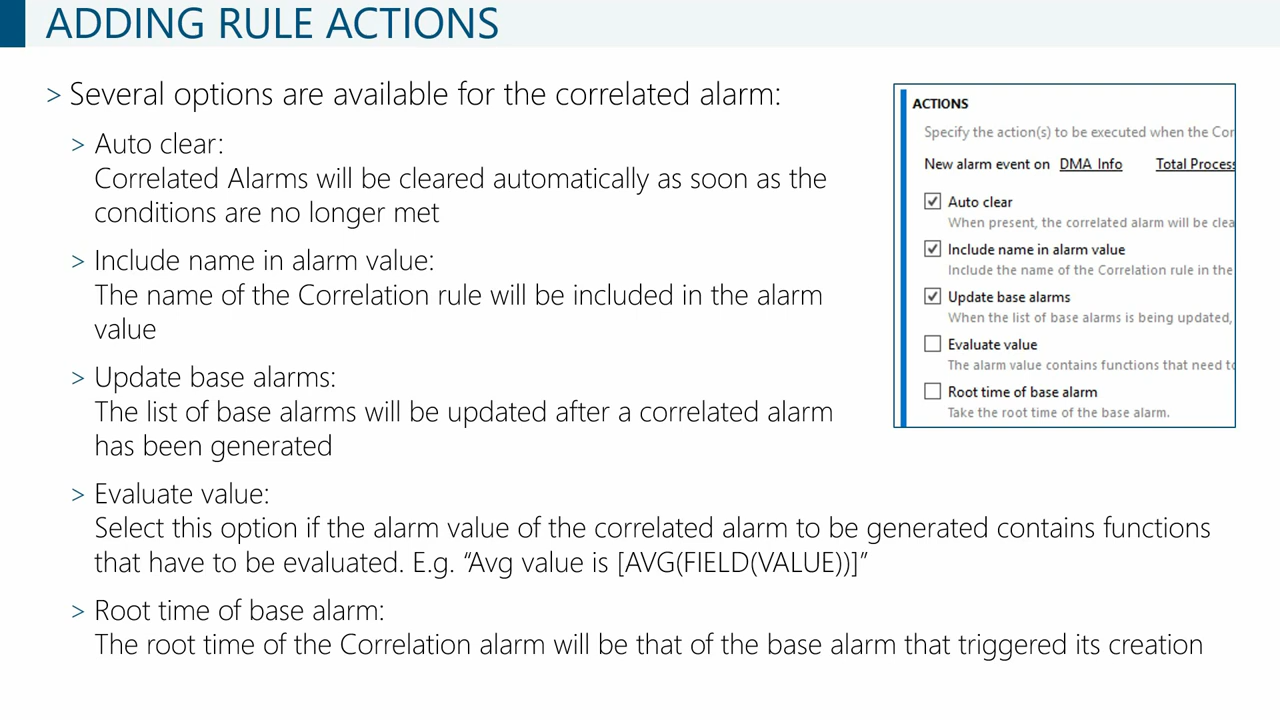 ADDING RULE ACTIONS
> Several options are available for the correlated alarm:
> Auto clear:
Correlated Alarms will be cleared automatically as soon as the
conditions are no longer met
> Include name in alarm value:
The name of the Correlation rule will be included in the alarm
value
> Update base alarms:
The list of base alarms will be updated after a correlated alarm
has been generated
> Evaluate value:
Select this option if the alarm value of the correlated alarm to be generated contains functions
that have to be evaluated. E.g. “Avg value is [AVG(FIELD(VALUE))]”
> Root time of base alarm:
The root time of the Correlation alarm will be that of the base alarm that triggered its creation
ACTIONS
Specify the action(s) to be executed when the Cor
New alarm event on DMA Info Total Process
Auto clear
When present, the correlated alarm will be clea
Include name in alarm value
Include the name of the Correlation rule in the
Update base alarms
When the list of base alarms is being updated,
Evaluate value
The alarm value contains functions that need to
Root time of base alarm
Take the root time of the base alarm.